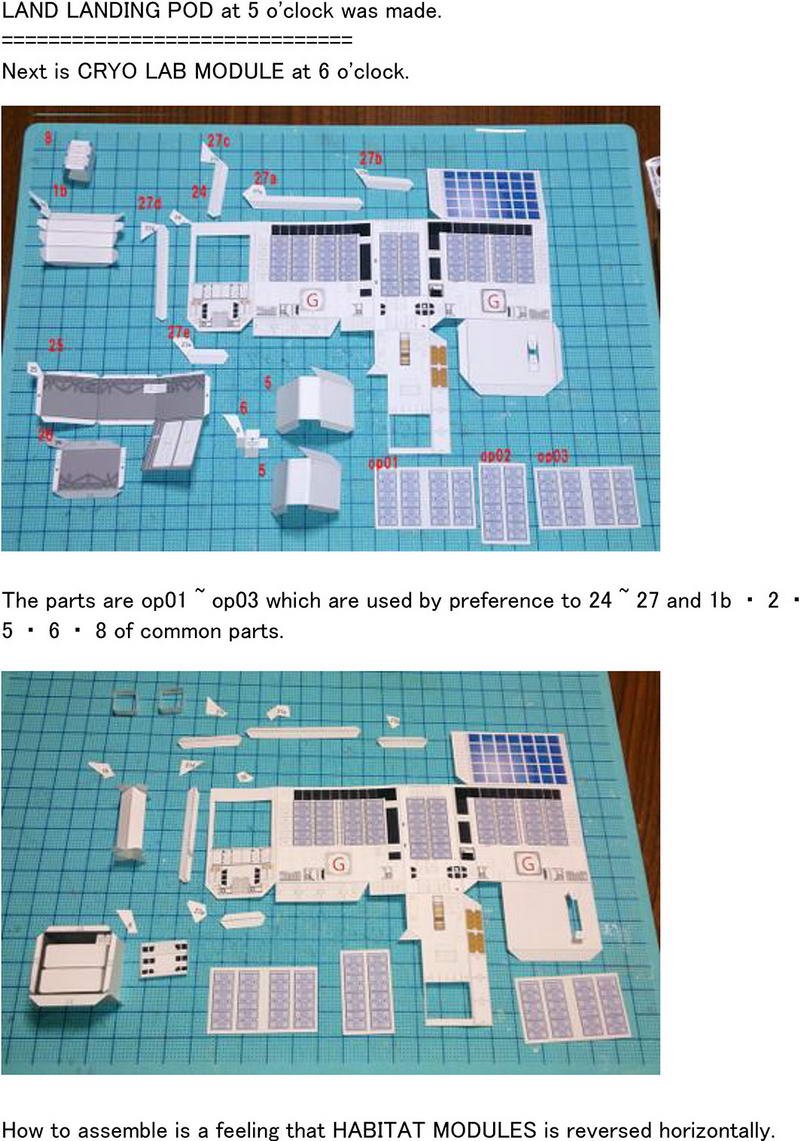 LAND LANDING POD at 5 o'clock was made.
==============================
Next is CRYO LAB MODULE at 6 o'clock.
8
27c
1b
27d
24
27a
27b
G
G
25
27e
5
6
26
5
op01
op02
op03
The parts are op01 ~ op03 which are used by preference to 24 ~ 27 and 1b ・ 2 ・
5 ・ 6 ・ 8 of common parts.
G
G
How to assemble is a feeling that HABITAT MODULES is reversed horizontally.